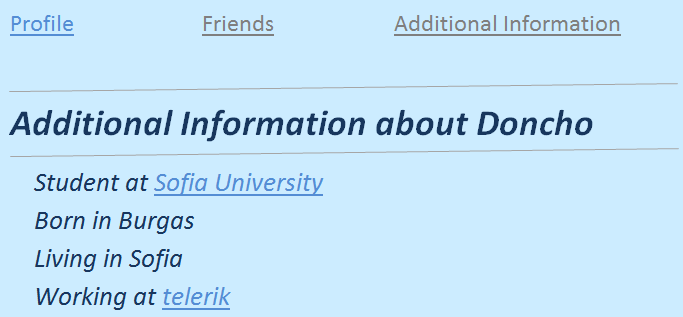 Profile Friends Additional Information
Additional Information about Doncho
Student at Sofia University
Born in Burgas
Living in Sofia
Working at telerik